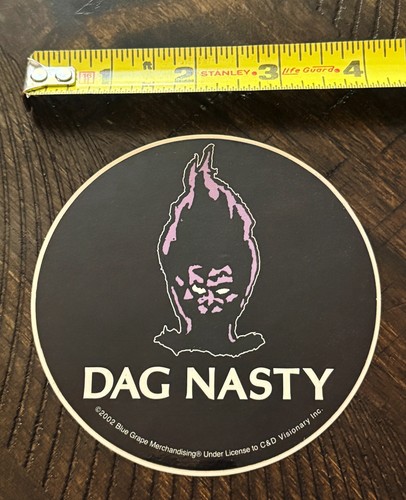 1 2 STANLEY® 3 Life Guard® 4
DAG NASTY
©2002 Blue Grape Merchandising® Under License to C&D Visionary Inc.